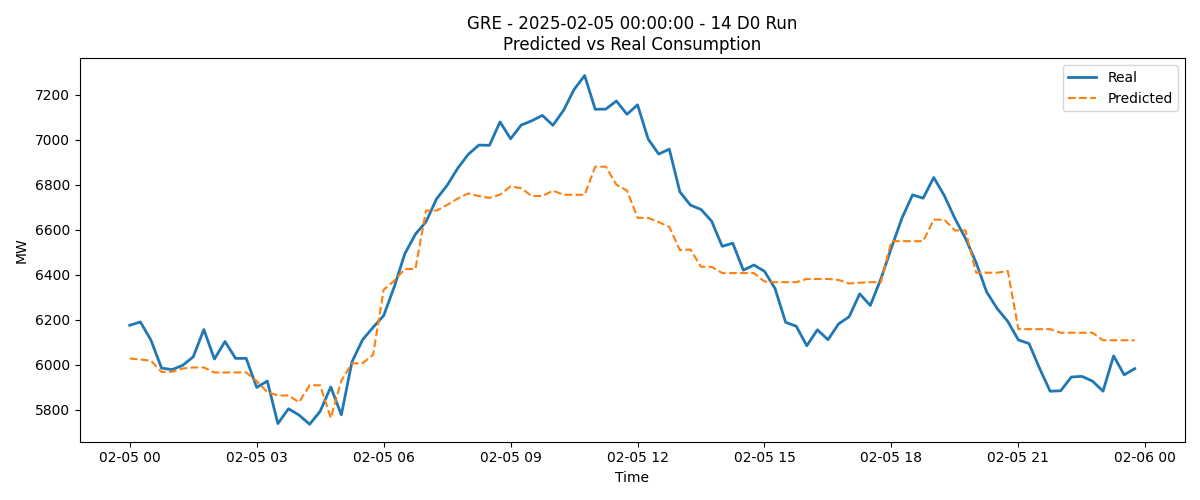 GRE - 2025-02-05 00:00:00 - 14 D0 Run
Predicted vs Real Consumption
Real
Predicted
MW
7200
7000
6800
6600
6400
6200
6000
5800
02-05 00
02-05 03
02-05 06
02-05 09
02-05 12
02-05 15
02-05 18
02-05 21
02-06 00
Time